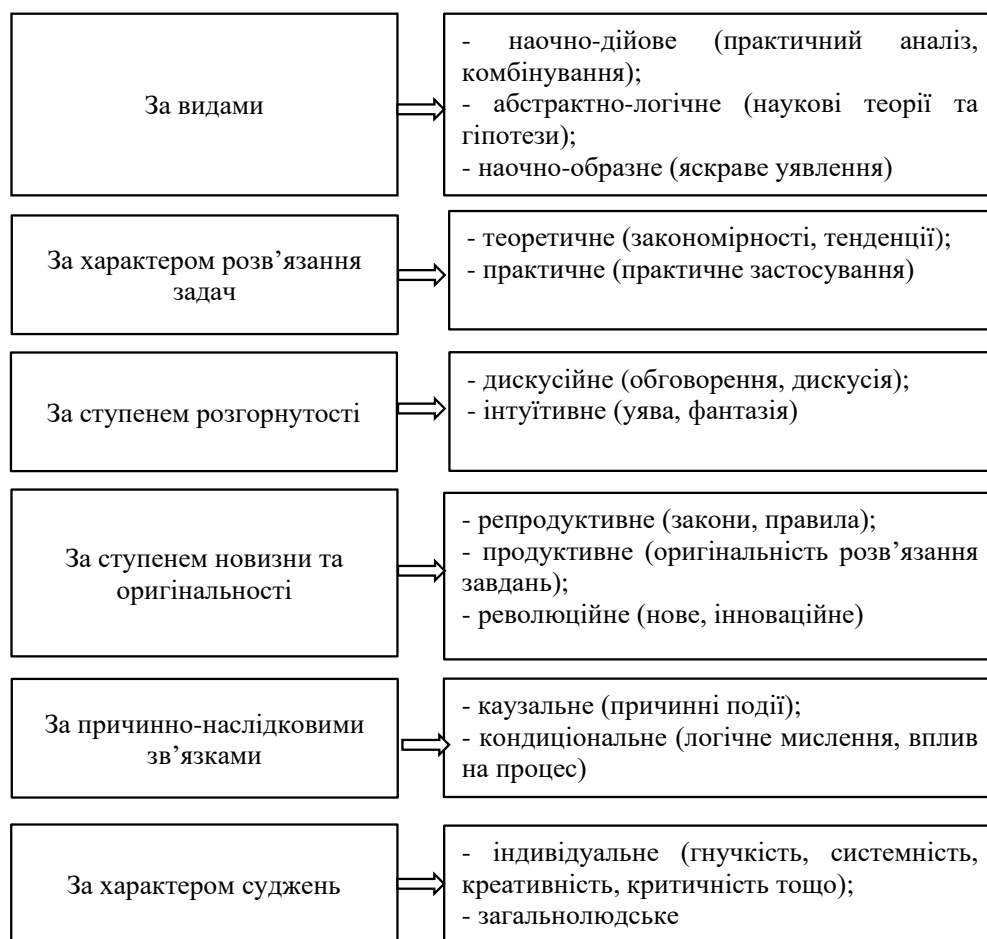 За видами
- наочно-дійове (практичний аналіз,
комбінування);
- абстрактно-логічне (наукові теорії та
гіпотези);
- наочно-образне (яскраве уявлення)
За характером розв’язання
задач
- теоретичне (закономірності, тенденції);
- практичне (практичне застосування)
За ступенем розгорнутості
- дискусійне (обговорення, дискусія);
- інтуїтивне (уява, фантазія)
За ступенем новизни та
оригінальності
- репродуктивне (закони, правила);
- продуктивне (оригінальність розв’язання
завдань);
- революційне (нове, інноваційне)
За причинно-наслідковими
зв’язками
- каузальне (причинні події);
- кондиціональне (логічне мислення, вплив
на процес)
За характером суджень
- індивідуальне (гнучкість, системність,
креативність, критичність тощо);
- загальнолюдське